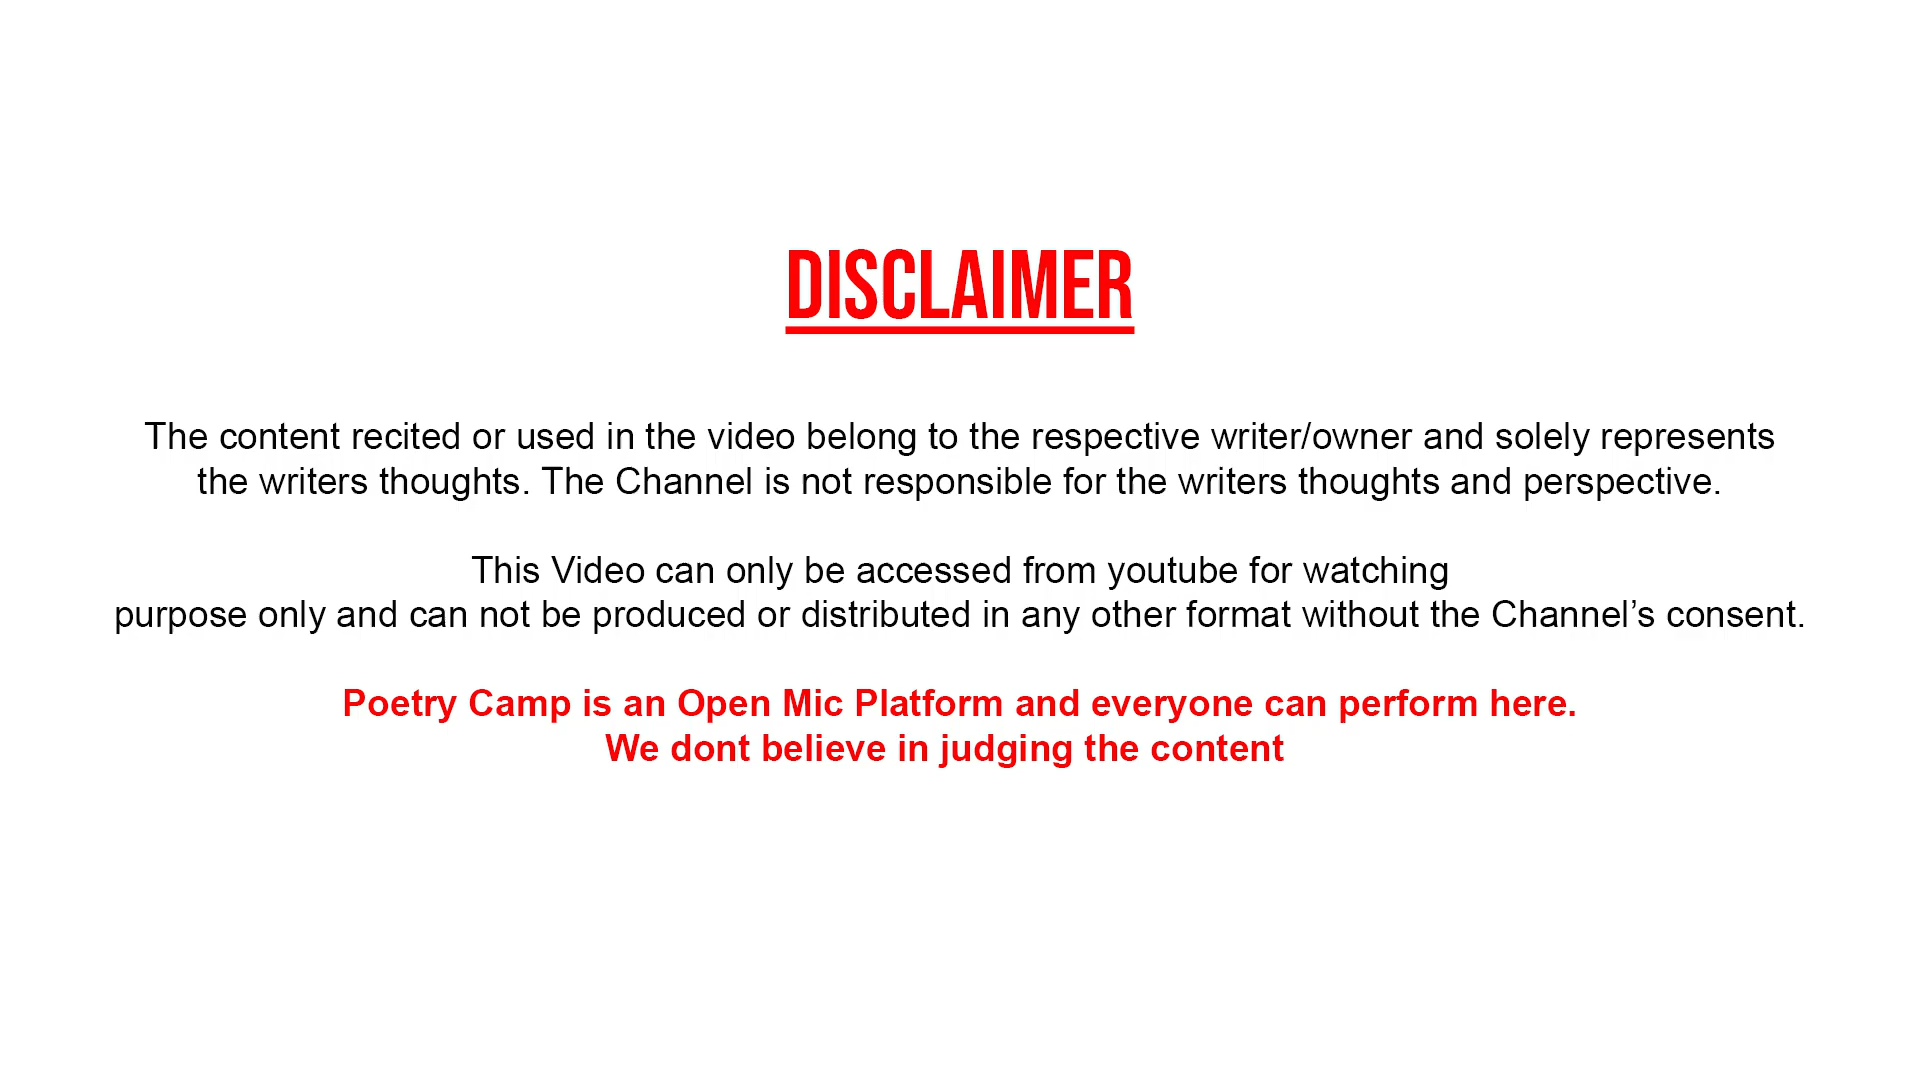 DISCLAIMER
The content recited or used in the video belong to the respective writer/owner and solely represents
the writers thoughts. The Channel is not responsible for the writers thoughts and perspective.
This Video can only be accessed from youtube for watching
purpose only and can not be produced or distributed in any other format without the Channel’s consent.
Poetry Camp is an Open Mic Platform and everyone can perform here.
We dont believe in judging the content